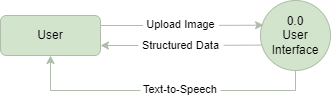 User
Upload Image
Structured Data
0.0
User
Interface
Text-to-Speech